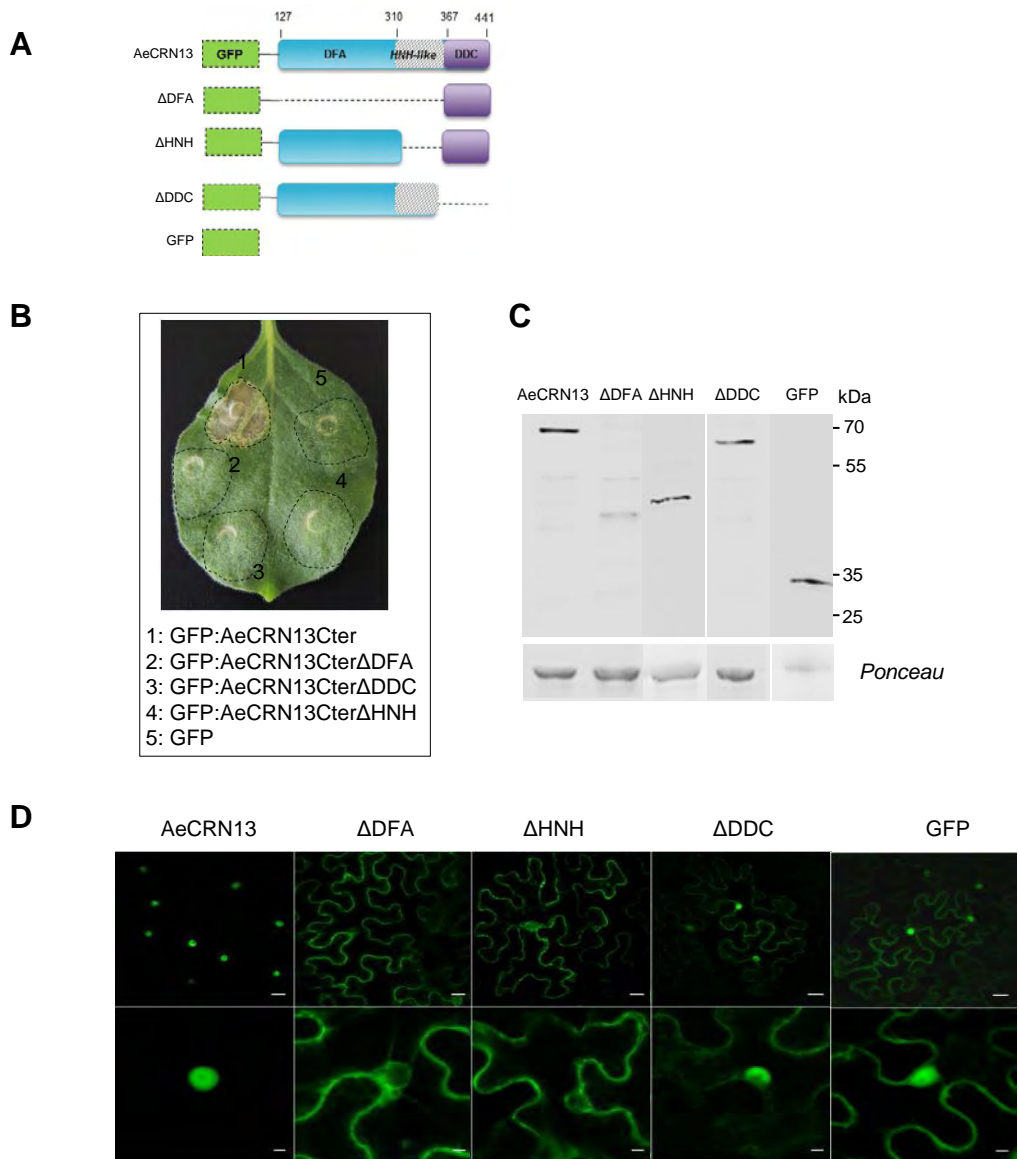 A
127 310 367 441
AeCRN13 GFP DFA HNH-like DDC
ΔDFA
ΔHNH
ΔDDC
GFP
B
1
5
2
4
3
1: GFP:AeCRN13Cter
2: GFP:AeCRN13CterΔDFA
3: GFP:AeCRN13CterΔDDC
4: GFP:AeCRN13CterΔHNH
5: GFP
C
AeCRN13 ΔDFA ΔHNH ΔDDC GFP kDa
70
55
35
25
Ponceau
D
AeCRN13 ΔDFA ΔHNH ΔDDC GFP